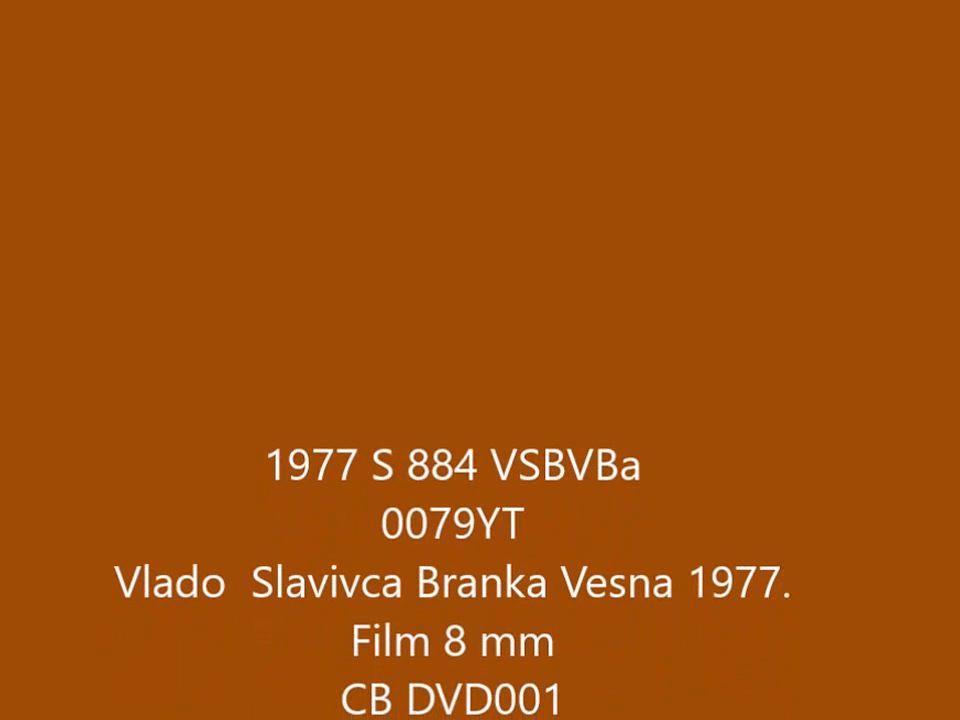 1977 S 884 VSBVBa
0079YT
Vlado  Slavivca Branka Vesna 1977.
Film 8 mm
CB DVD001